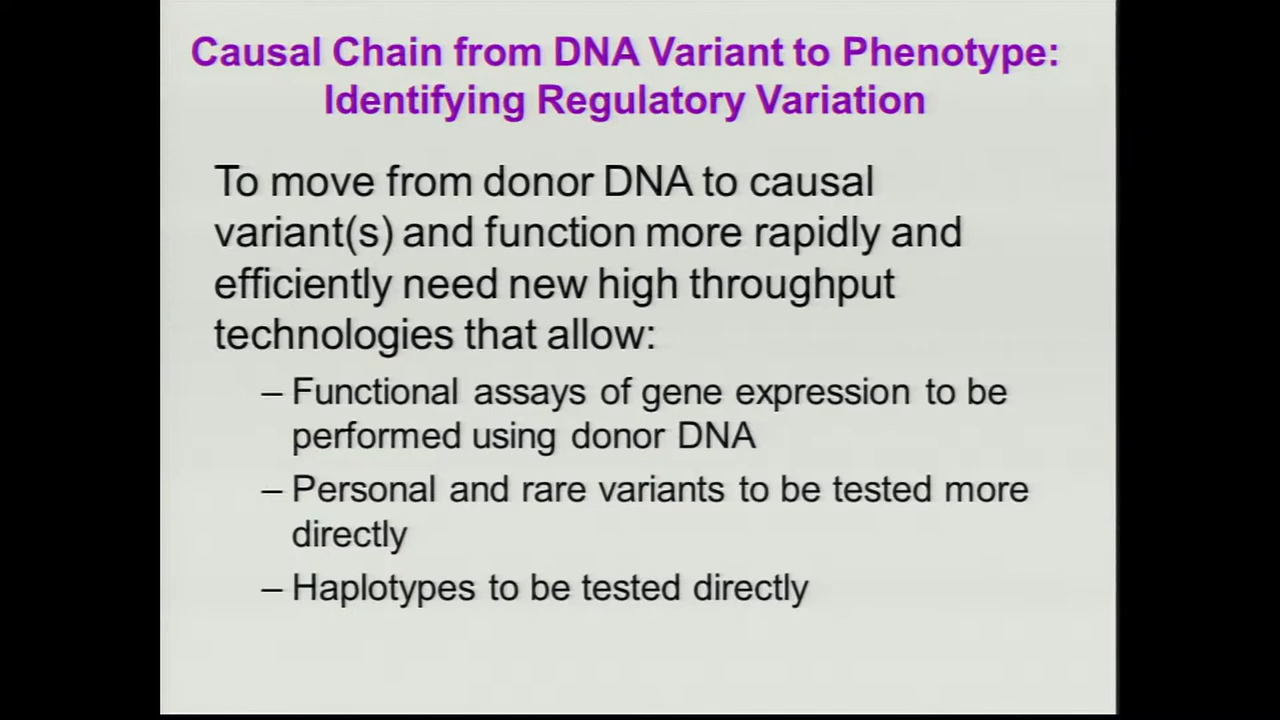 Causal Chain from DNA Variant to Phenotype:
Identifying Regulatory Variation
To move from donor DNA to causal
variant(s) and function more rapidly and
efficiently need new high throughput
technologies that allow:
– Functional assays of gene expression to be
performed using donor DNA
– Personal and rare variants to be tested more
directly
– Haplotypes to be tested directly